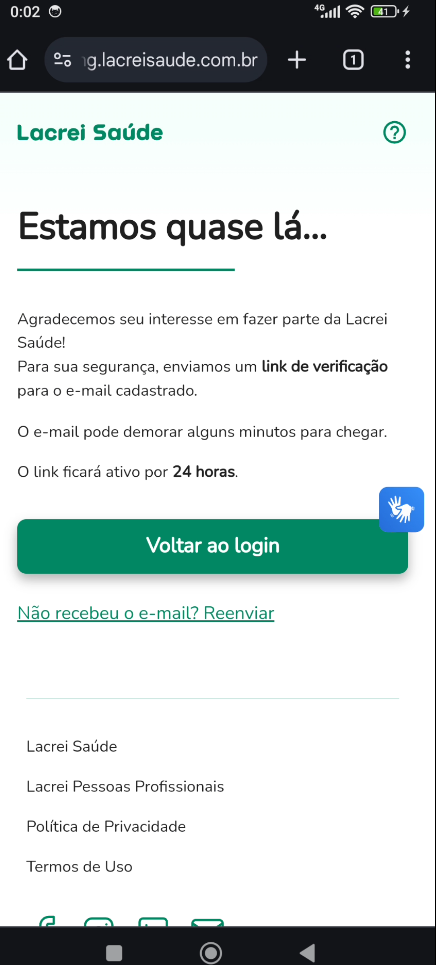 0:02
4G
41
1g.lacreisaude.com.br
1
Lacrei Saúde
Estamos quase lá...
Agradecemos seu interesse em fazer parte da Lacrei
Saúde!
Para sua segurança, enviamos um link de verificação
para o e-mail cadastrado.
O e-mail pode demorar alguns minutos para chegar.
O link ficará ativo por 24 horas.
Voltar ao login
Não recebeu o e-mail? Reenviar
Lacrei Saúde
Lacrei Pessoas Profissionais
Política de Privacidade
Termos de Uso